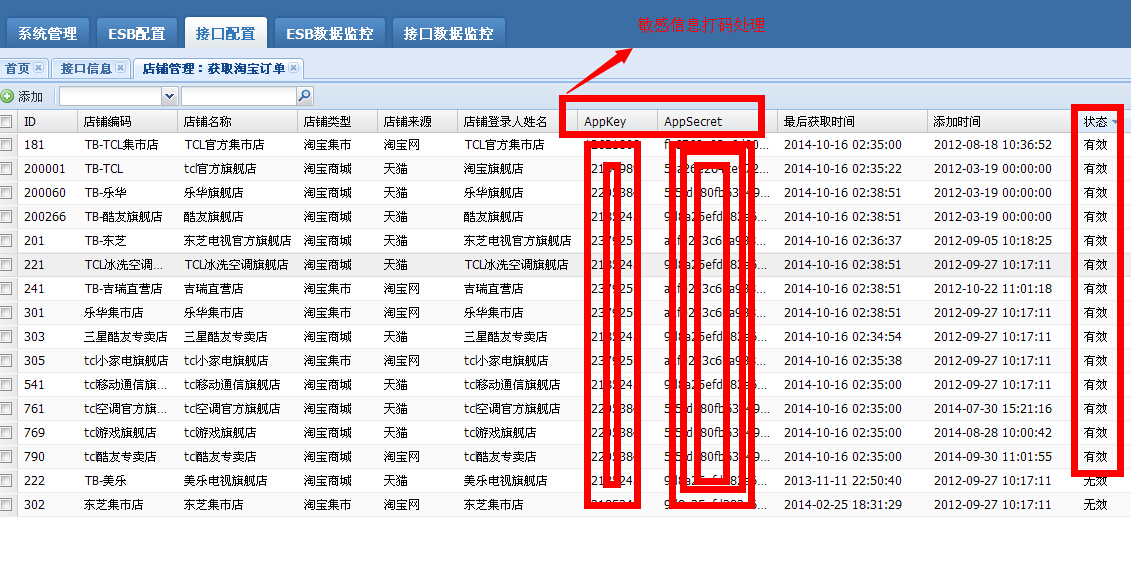 敏感信息打码处理
系统管理 ESB配置 接口配置 ESB数据监控 接口数据监控
首页 接口信息 店铺管理：获取淘宝订单
添加
ID 店铺编码 店铺名称 店铺类型 店铺来源 店铺登录人姓名 AppKey AppSecret 最后获取时间 添加时间 状态
181 TB-TCL集市店 TCL官方集市店 淘宝集市 淘宝网 TCL官方集市店 2014-10-16 02:35:00 2012-08-18 10:36:52 有效
200001 TB-TCL tcl官方旗舰店 淘宝商城 天猫 淘宝旗舰店 2014-10-16 02:35:22 2012-03-19 00:00:00 有效
200060 TB-乐华 乐华旗舰店 淘宝商城 天猫 乐华旗舰店 2014-10-16 02:38:51 2012-03-19 00:00:00 有效
200266 TB-酷友旗舰店 酷友旗舰店 淘宝商城 天猫 酷友旗舰店 2014-10-16 02:38:51 2012-03-19 00:00:00 有效
201 TB-东芝 东芝电视官方旗舰店 淘宝商城 天猫 东芝电视官方旗舰店 2014-10-16 02:36:37 2012-09-05 10:18:25 有效
221 TCL冰洗空调... TCL冰洗空调旗舰店 淘宝商城 天猫 TCL冰洗空调旗舰店 2014-10-16 02:38:51 2012-09-27 10:17:11 有效
241 TB-吉瑞直营店 吉瑞直营店 淘宝集市 淘宝网 吉瑞直营店 2014-10-16 02:38:51 2012-10-22 11:01:18 有效
301 乐华集市店 乐华集市店 淘宝集市 淘宝网 乐华集市店 2014-10-16 02:38:51 2012-09-27 10:17:11 有效
303 三星酷友专卖店 三星酷友专卖店 淘宝商城 天猫 三星酷友专卖店 2014-10-16 02:34:54 2012-09-27 10:17:11 有效
305 tcl小家电旗舰店 tcl小家电旗舰店 淘宝集市 淘宝网 tcl小家电旗舰店 2014-10-16 02:35:38 2012-09-27 10:17:11 有效
541 tcl移动通信旗... tcl移动通信旗舰店 淘宝商城 天猫 tcl移动通信旗舰店 2014-10-16 02:35:00 2012-09-27 10:17:11 有效
761 tcl空调官方旗... tcl空调官方旗舰店 淘宝商城 天猫 tcl空调官方旗舰店 2014-10-16 02:35:00 2014-07-30 15:21:16 有效
769 tcl游戏旗舰店 tcl游戏旗舰店 淘宝商城 天猫 tcl游戏旗舰店 2014-10-16 02:35:00 2014-08-28 10:00:42 有效
790 tcl酷友专卖店 tcl酷友专卖店 淘宝商城 天猫 tcl酷友专卖店 2014-10-16 02:35:00 2014-09-30 11:01:55 有效
222 TB-美乐 美乐电视旗舰店 淘宝商城 天猫 美乐电视旗舰店 2013-11-11 22:50:40 2012-09-27 10:17:11 无效
302 东芝集市店 东芝集市店 淘宝集市 淘宝网 东芝集市店 2014-02-25 18:31:29 2012-09-27 10:17:11 无效